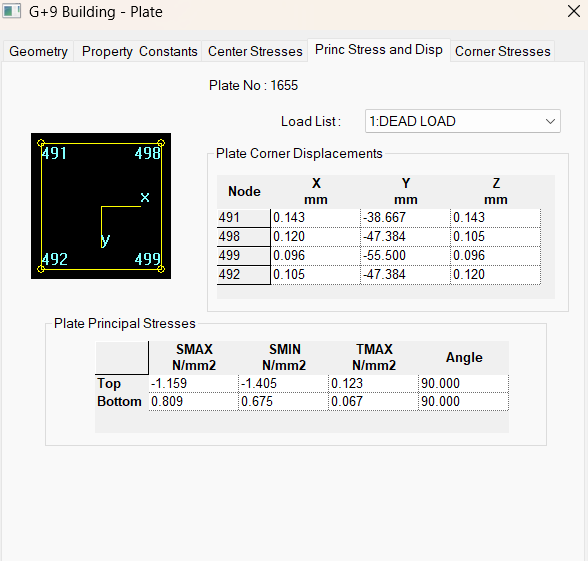 G+9 Building - Plate
Geometry Property Constants Center Stresses Princ Stress and Disp Corner Stresses
Plate No : 1655
Load List : 1:DEAD LOAD
491 498
x
y
492 499
Plate Corner Displacements
Node X mm Y mm Z mm
491 0.143 -38.667 0.143
498 0.120 -47.384 0.105
499 0.096 -55.500 0.096
492 0.105 -47.384 0.120
Plate Principal Stresses
SMAX N/mm2 SMIN N/mm2 TMAX N/mm2 Angle
Top -1.159 -1.405 0.123 90.000
Bottom 0.809 0.675 0.067 90.000